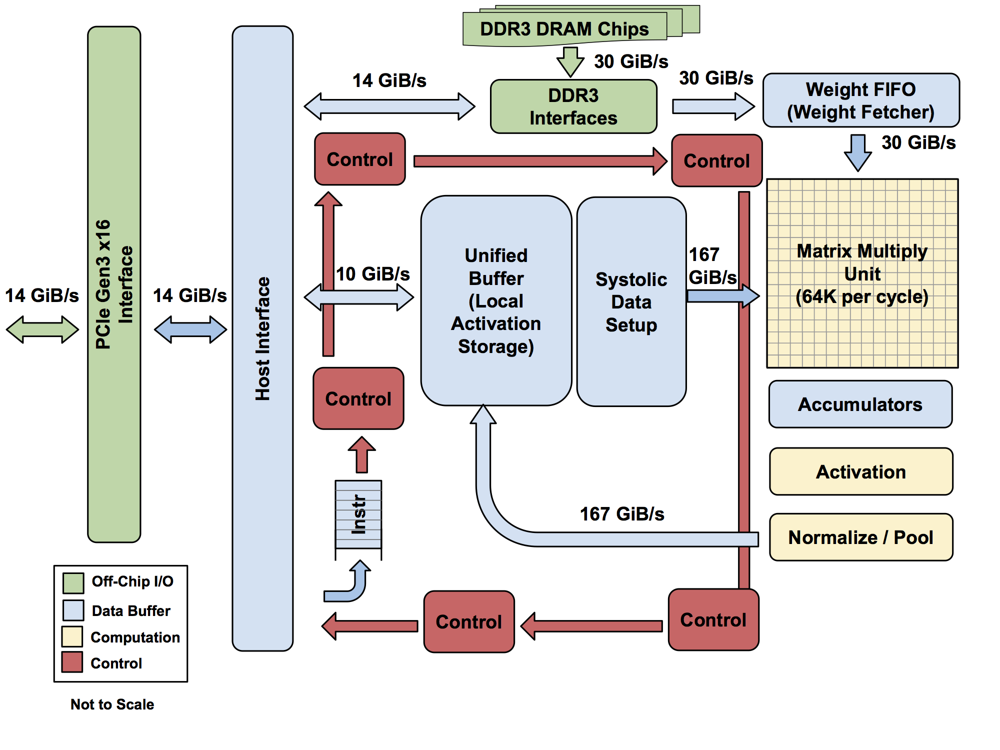 DDR3 DRAM Chips
30 GiB/s
14 GiB/s
DDR3
Interfaces
30 GiB/s
Weight FIFO
(Weight Fetcher)
30 GiB/s
Control
Control
PCIe Gen3 x16
Interface
14 GiB/s
14 GiB/s
Host Interface
10 GiB/s
Unified
Buffer
(Local
Activation
Storage)
Systolic
Data
Setup
167
GiB/s
Matrix Multiply
Unit
(64K per cycle)
Control
Accumulators
Activation
Instr
167 GiB/s
Normalize / Pool
Control
Control
Off-Chip I/O
Data Buffer
Computation
Control
Not to Scale